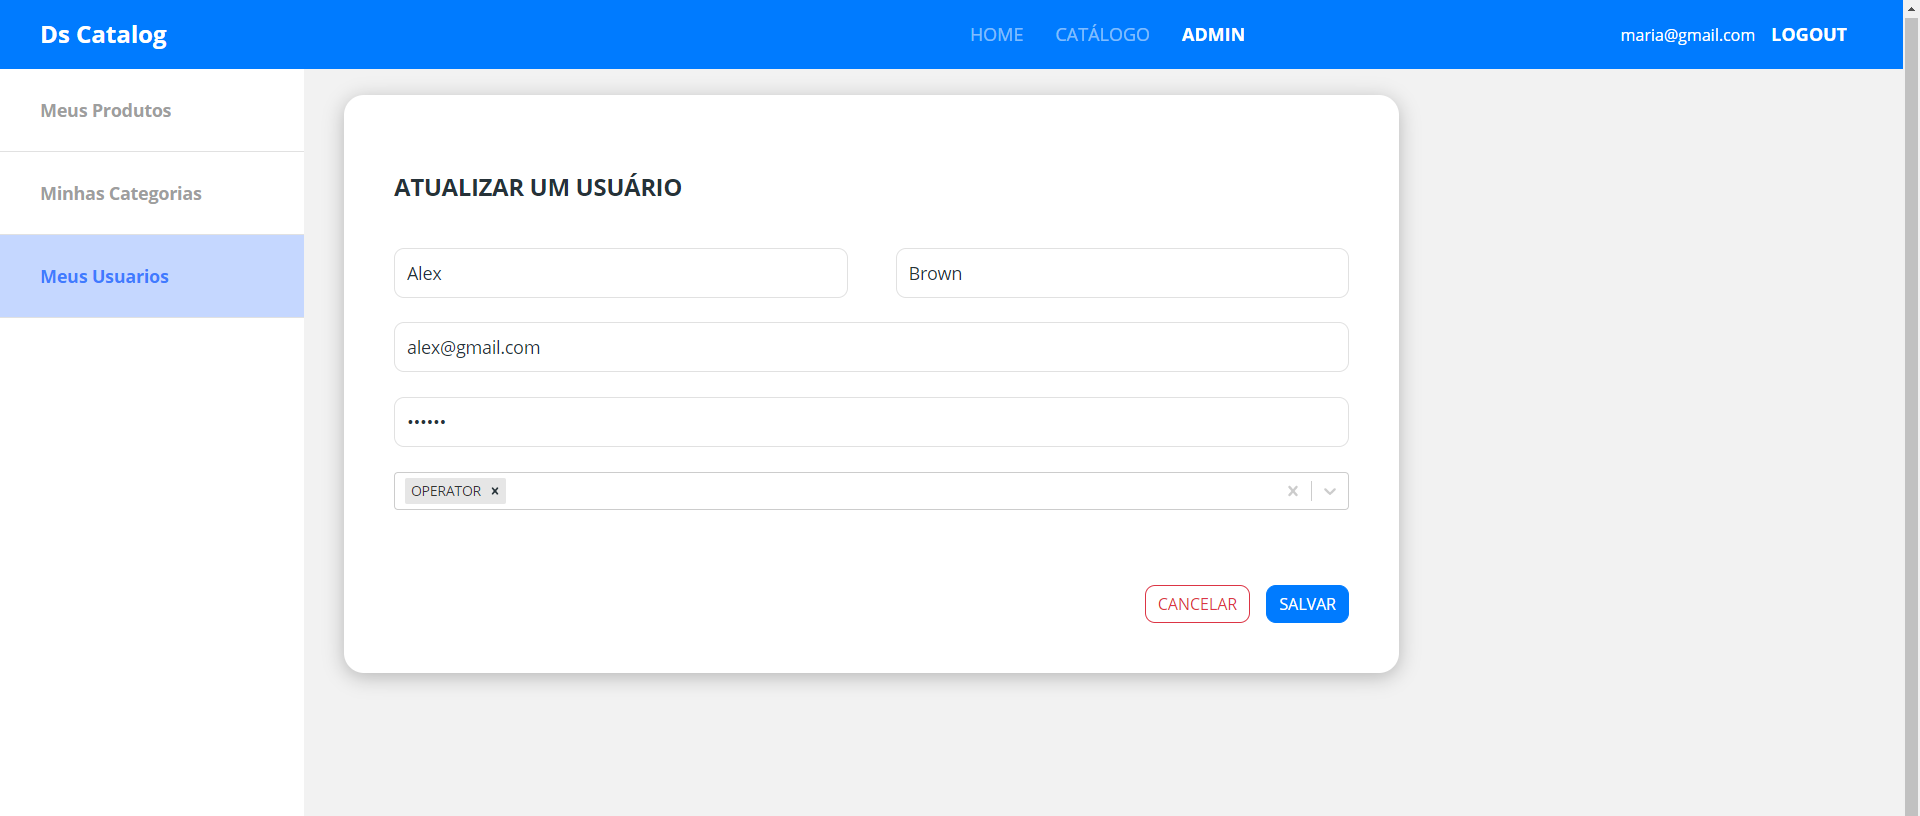 Ds Catalog
HOME CATÁLOGO ADMIN
maria@gmail.com LOGOUT
Meus Produtos
Minhas Categorias
Meus Usuarios
ATUALIZAR UM USUÁRIO
Alex
Brown
alex@gmail.com
••••••
OPERATOR
CANCELAR
SALVAR